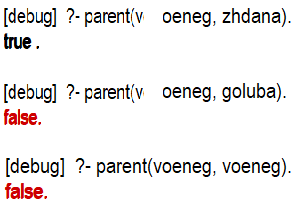 [debug] ?- parent(v oeneg, zhdana).
true .
[debug] ?- parent(v oeneg, goluba).
false.
[debug] ?- parent(voeneg, voeneg).
false.